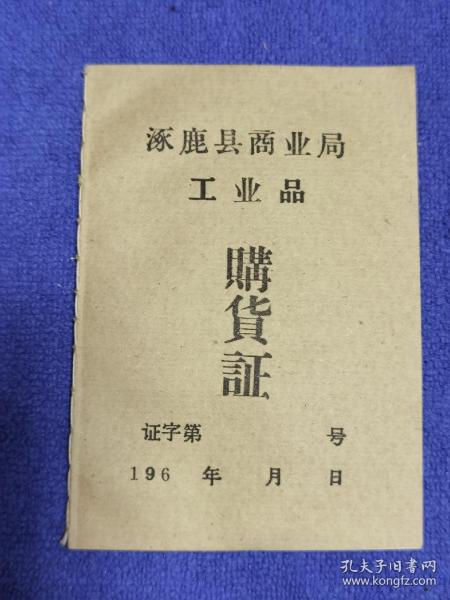 涿鹿县商业局
工业品
購貨証
证字第 号
196 年 月 日
孔夫子旧书网
www.kongfz.com